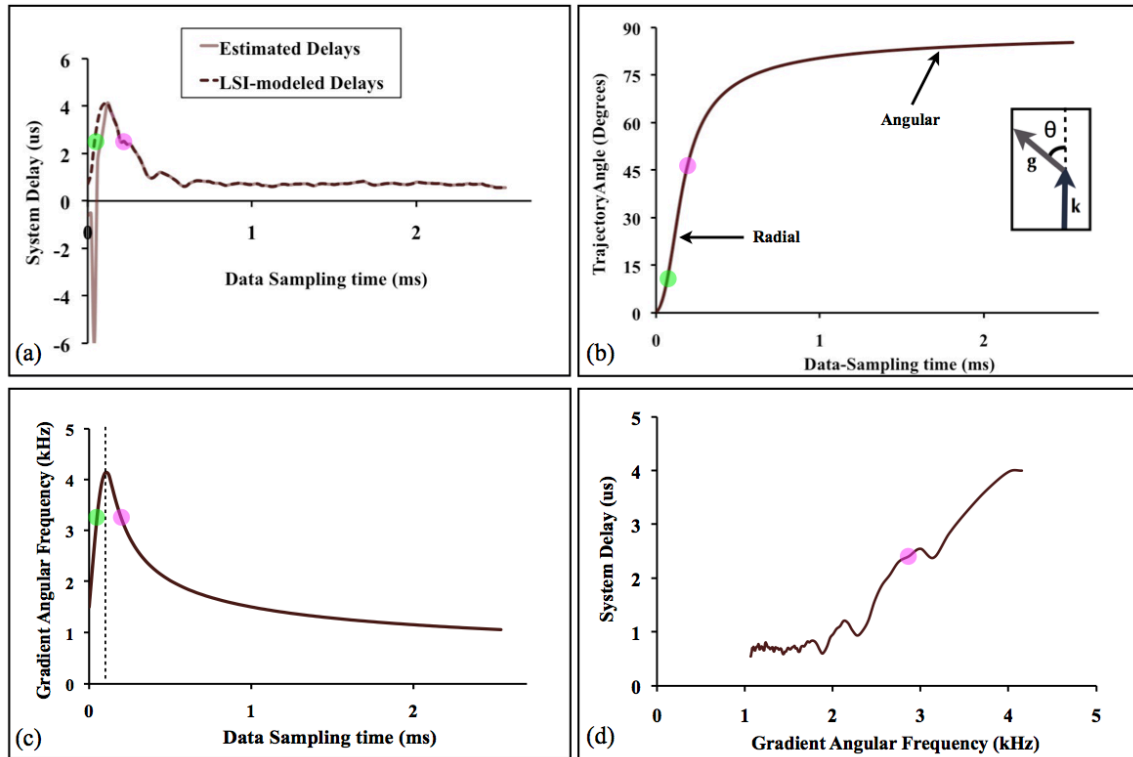 Estimated Delays
LSI-modeled Delays
System Delay (us)
6
4
2
0
-2
-4
-6
0
1
2
Data Sampling time (ms)
(a)
TrajectoryAngle (Degrees)
90
75
60
45
30
15
0
Angular
Radial
θ
g
k
0
1
2
Data-Sampling time (ms)
(b)
Gradient Angular Frequency (kHz)
5
4
3
2
1
0
0
1
2
Data Sampling time (ms)
(c)
System Delay (us)
5
4
3
2
1
0
0
1
2
3
4
5
Gradient Angular Frequency (kHz)
(d)